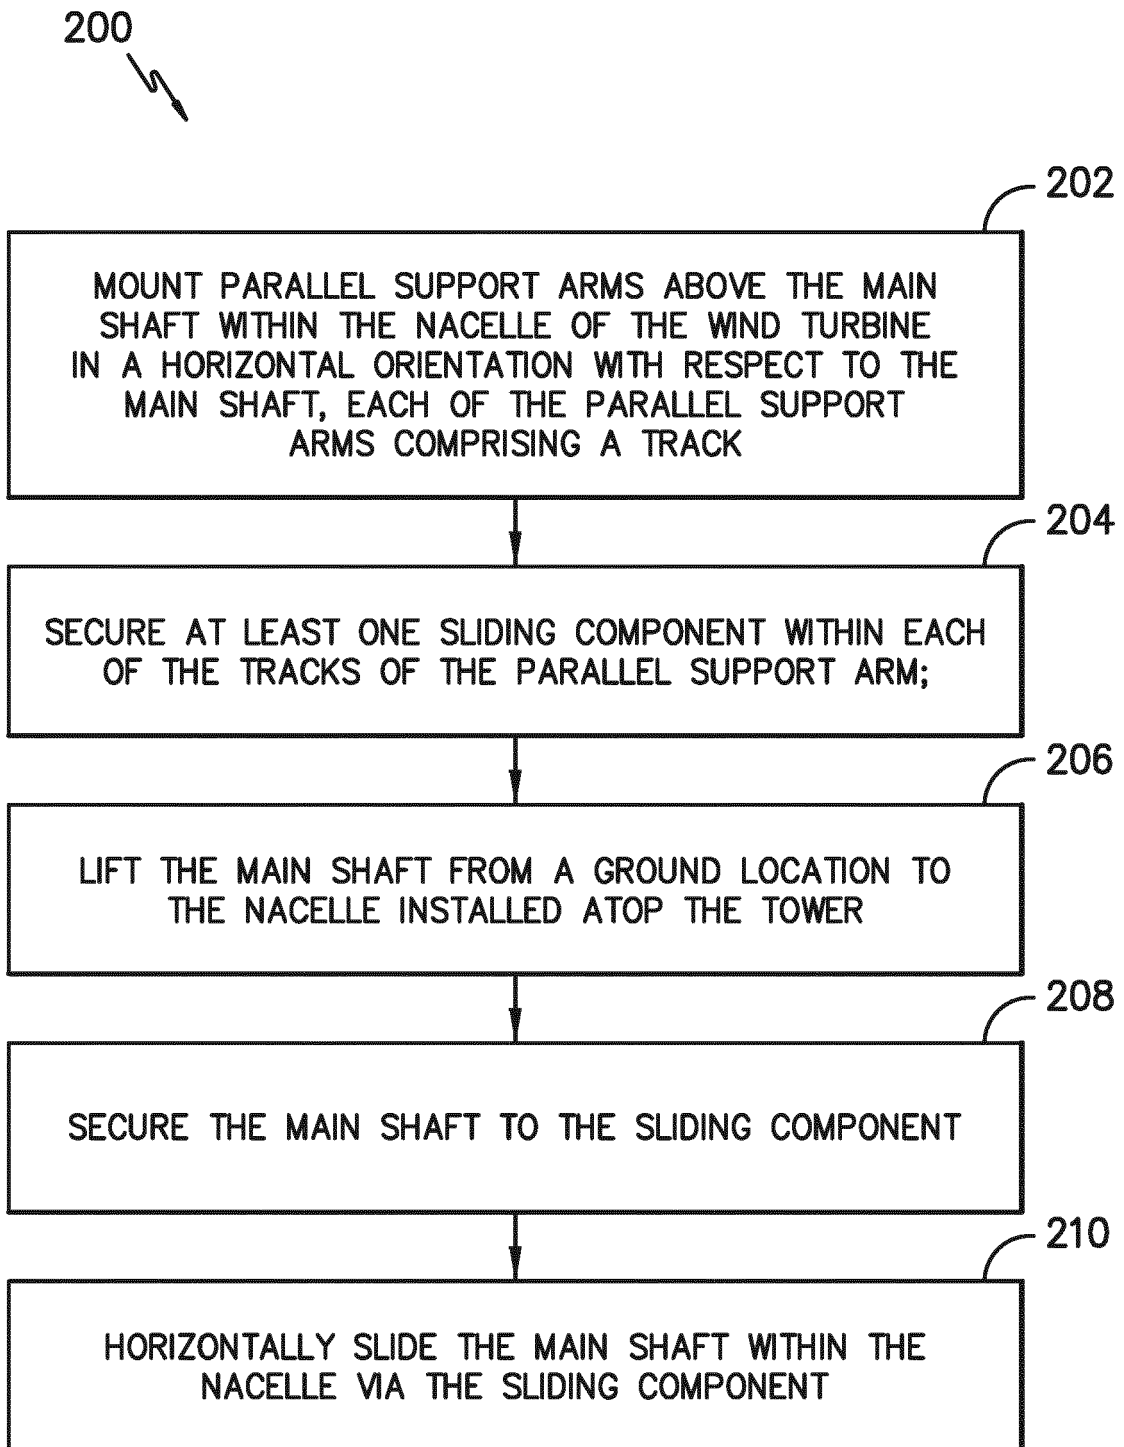 200
202
MOUNT PARALLEL SUPPORT ARMS ABOVE THE MAIN
SHAFT WITHIN THE NACELLE OF THE WIND TURBINE
IN A HORIZONTAL ORIENTATION WITH RESPECT TO THE
MAIN SHAFT, EACH OF THE PARALLEL SUPPORT
ARMS COMPRISING A TRACK
204
SECURE AT LEAST ONE SLIDING COMPONENT WITHIN EACH
OF THE TRACKS OF THE PARALLEL SUPPORT ARM;
206
LIFT THE MAIN SHAFT FROM A GROUND LOCATION TO
THE NACELLE INSTALLED ATOP THE TOWER
208
SECURE THE MAIN SHAFT TO THE SLIDING COMPONENT
210
HORIZONTALLY SLIDE THE MAIN SHAFT WITHIN THE
NACELLE VIA THE SLIDING COMPONENT